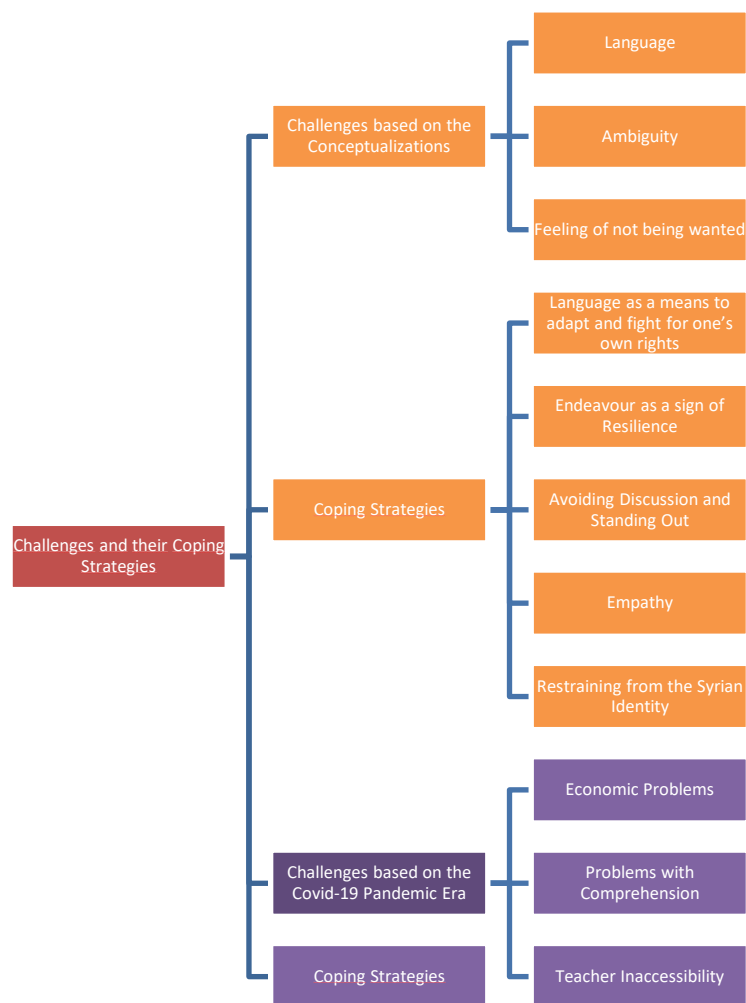 Challenges and their Coping
Strategies
Challenges based on the
Conceptualizations
Language
Ambiguity
Feeling of not being wanted
Coping Strategies
Language as a means to
adapt and fight for one's
own rights
Endeavour as a sign of
Resilience
Avoiding Discussion and
Standing Out
Empathy
Restraining from the Syrian
Identity
Challenges based on the
Covid-19 Pandemic Era
Economic Problems
Problems with
Comprehension
Teacher Inaccessibility
Coping Strategies